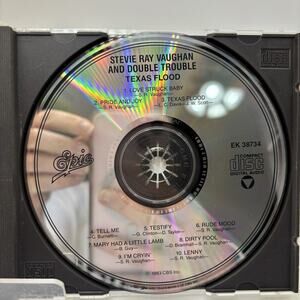 STEVIE RAY VAUGHAN
AND DOUBLE TROUBLE
TEXAS FLOOD
1. LOVE STRUCK BABY
- S. R. Vaughan -
2. PRIDE AND JOY
- S. R. Vaughan -
3. TEXAS FLOOD
- L. C. Davis - J. W. Scott -
EK 38734
Epic
COMPACT
disc
DIGITAL AUDIO
4. TELL ME
- C. Burnett -
5. TESTIFY
- G. Clinton - D. Taylor -
6. RUDE MOOD
- S. R. Vaughan -
7. MARY HAD A LITTLE LAMB
- B. Guy -
8. DIRTY POOL
- D. Bramhall - S. R. Vaughan -
9. I'M CRYIN'
- S. R. Vaughan -
10. LENNY
- S. R. Vaughan -
℗ 1983 CBS Inc.